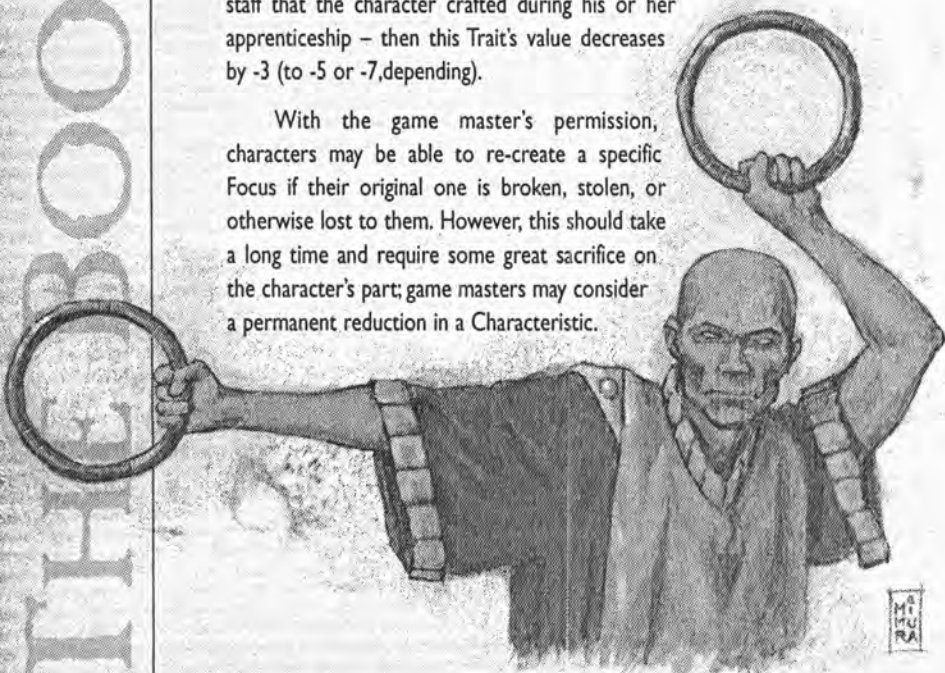 staff that the character crafted during his or her
apprenticeship – then this Trait's value decreases
by -3 (to -5 or -7,depending).
With the game master's permission,
characters may be able to re-create a specific
Focus if their original one is broken, stolen, or
otherwise lost to them. However, this should take
a long time and require some great sacrifice on
the character's part; game masters may consider
a permanent reduction in a Characteristic.
THE BOO